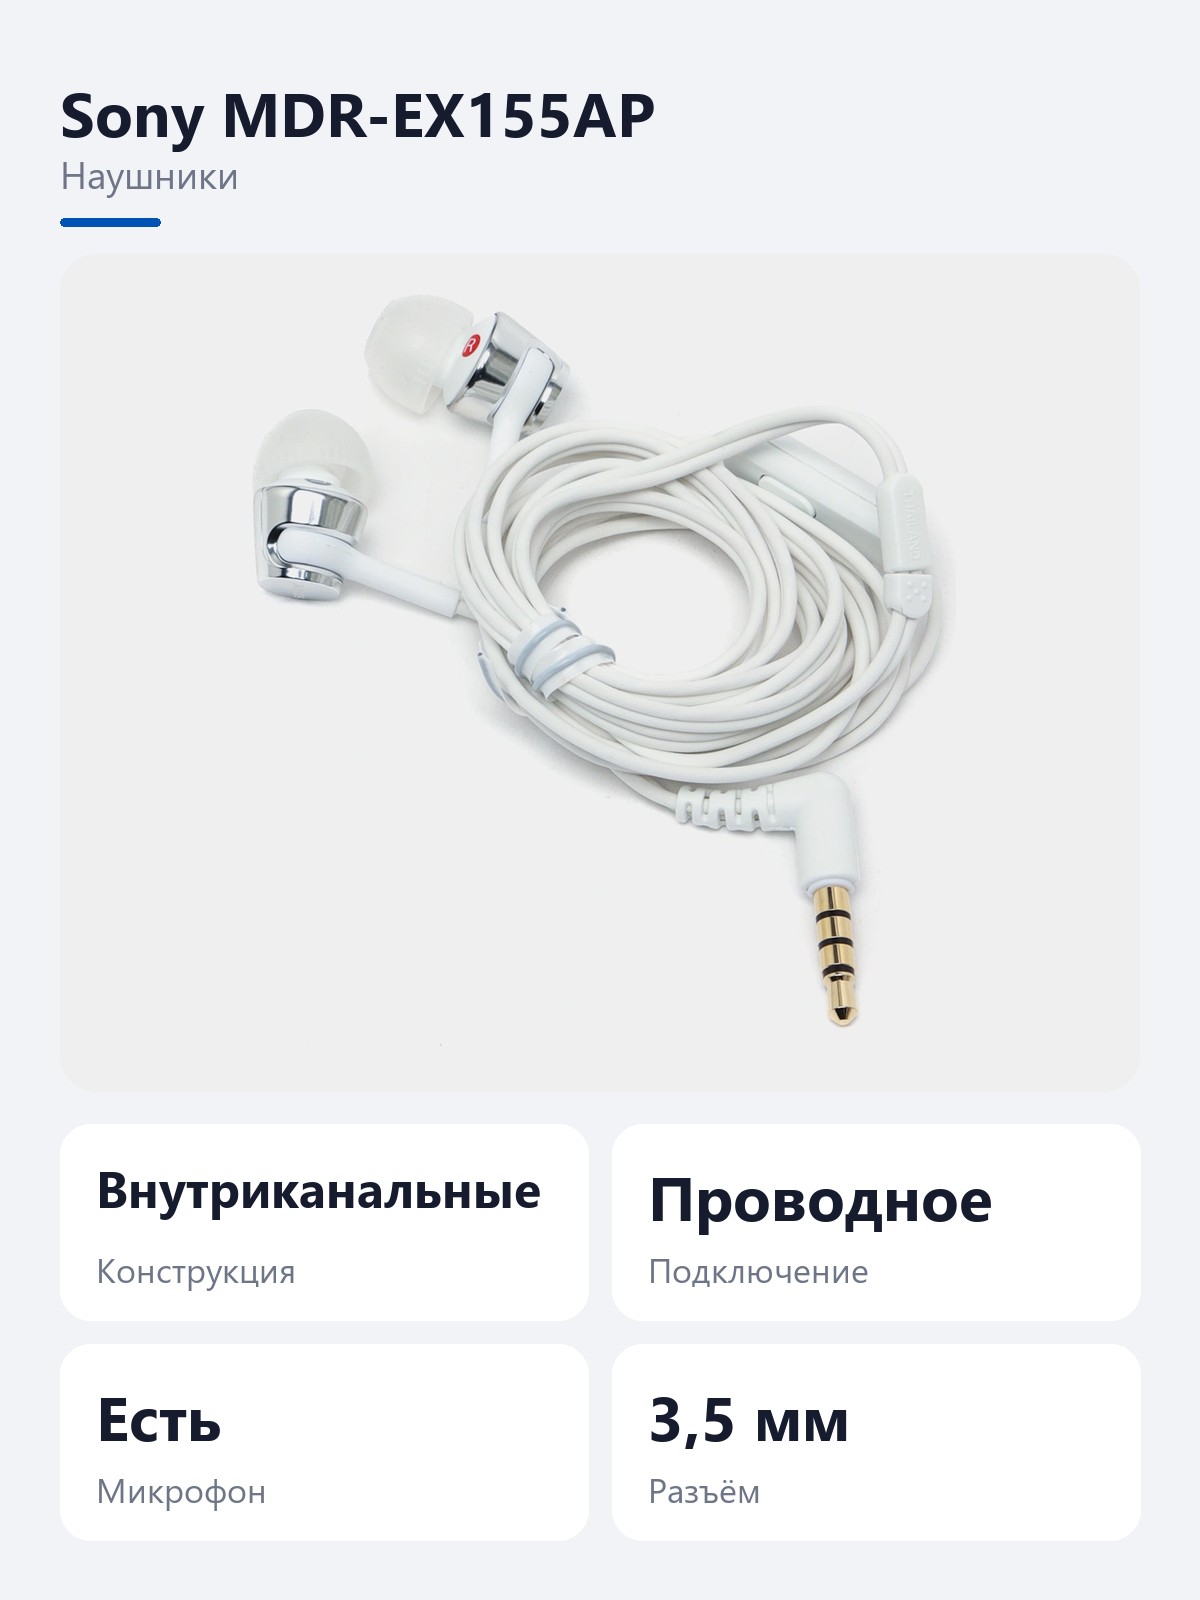 Sony MDR-EX155AP
Наушники
R
Внутриканальные
Конструкция
Проводное
Подключение
Есть
Микрофон
3,5 мм
Разъём